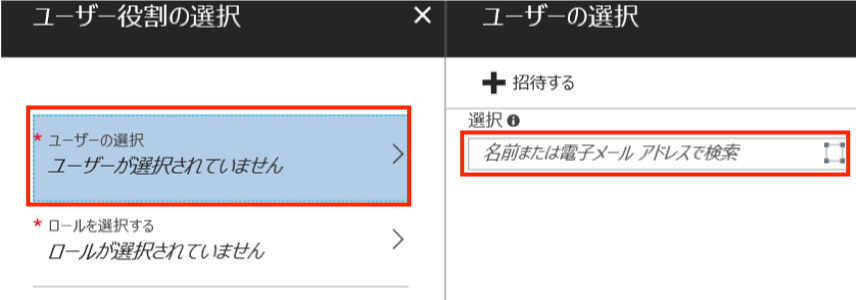 ユーザー役割の選択
* ユーザーの選択
ユーザーが選択されていません
* ロールを選択する
ロールが選択されていません
ユーザーの選択
招待する
選択
名前または電子メール アドレスで検索